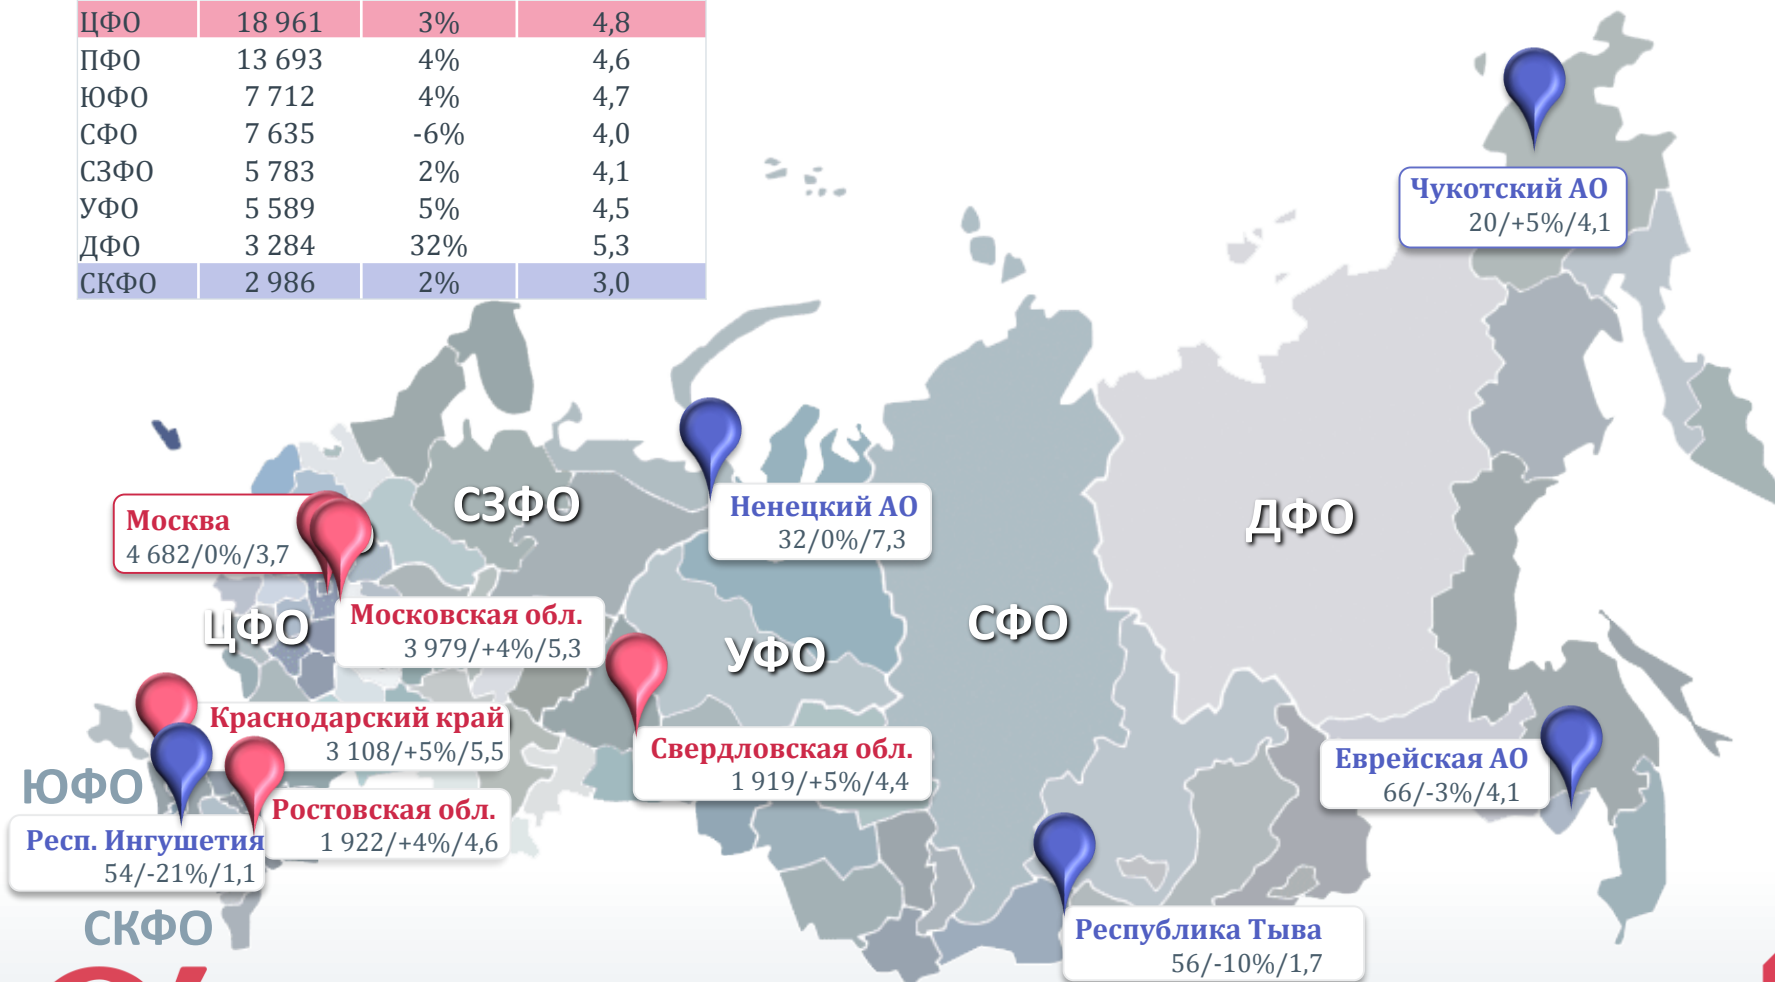 ЦФО 18 961 3% 4,8
ПФО 13 693 4% 4,6
ЮФО 7 712 4% 4,7
СФО 7 635 -6% 4,0
СЗФО 5 783 2% 4,1
УФО 5 589 5% 4,5
ДФО 3 284 32% 5,3
СКФО 2 986 2% 3,0
Чукотский АО
20/+5%/4,1
СЗФО
Ненецкий АО
32/0%/7,3
ДФО
Москва
4 682/0%/3,7
ЦФО
Московская обл.
3 979/+4%/5,3
УФО
СФО
Краснодарский край
3 108/+5%/5,5
Свердловская обл.
1 919/+5%/4,4
Еврейская АО
66/-3%/4,1
ЮФО
Ростовская обл.
1 922/+4%/4,6
Респ. Ингушетия
54/-21%/1,1
СКФО
Республика Тыва
56/-10%/1,7